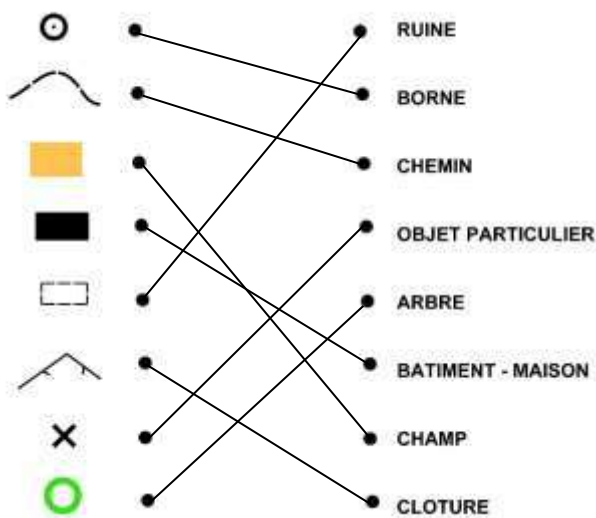 RUINE
BORNE
CHEMIN
OBJET PARTICULIER
ARBRE
BATIMENT - MAISON
CHAMP
CLOTURE